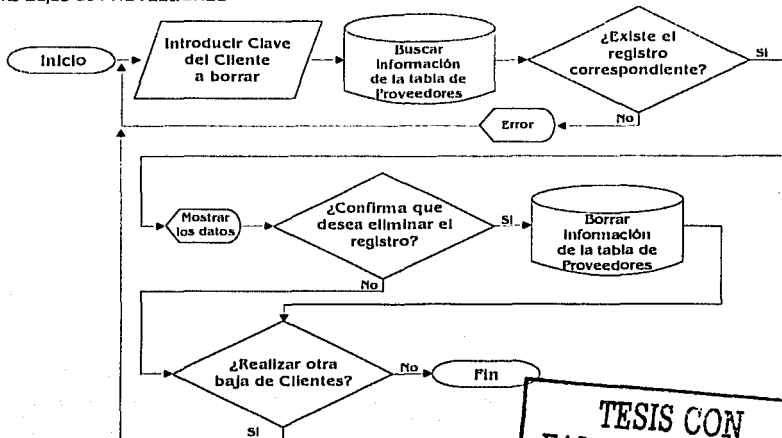 Inicio
Introducir Clave
del Cliente
a borrar
Buscar
Información
de la tabla de
Proveedores
¿Existe el
registro
correspondiente?
Si
No
Error
Mostrar
los datos
¿Confirma que
desea eliminar el
registro?
Si
No
Borrar
Información
de la tabla de
Proveedores
¿Realizar otra
baja de Clientes?
No
Fin
Si
TESIS CON